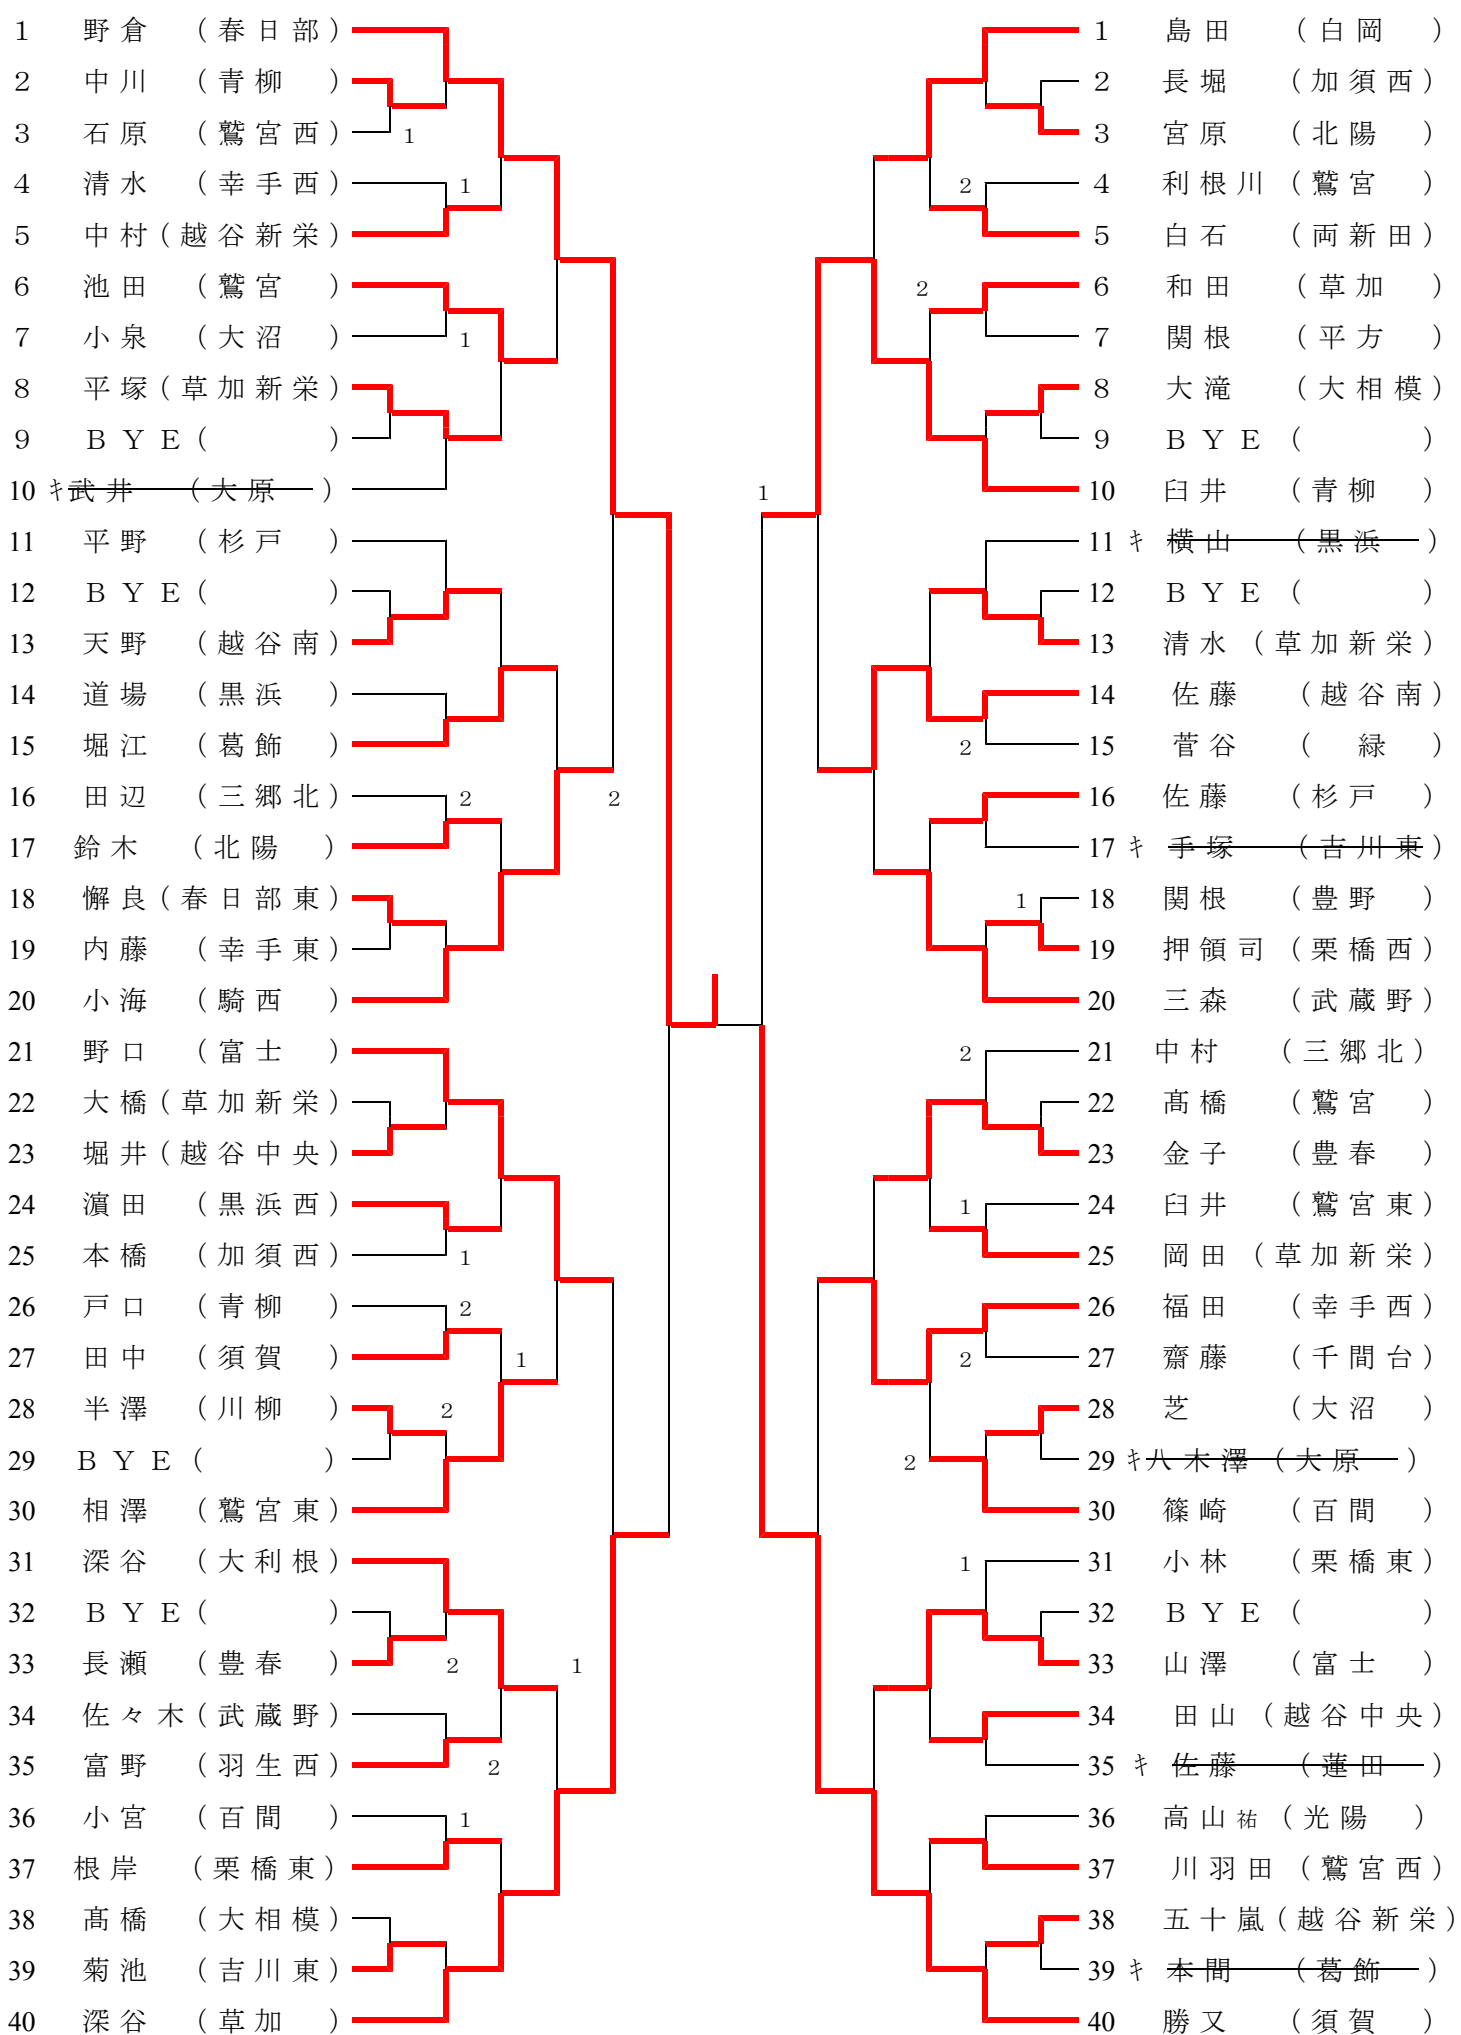 1 野倉 （春日部）
2 中川 （青柳 ）
3 石原 （鷲宮西）
1
4 清水 （幸手西）
1
5 中村（越谷新栄）
6 池田 （鷲宮 ）
7 小泉 （大沼 ）
1
8 平塚（草加新栄）
9 ＢＹＥ（ ）
10 ｷ武井 （大原 ）
11 平野 （杉戸 ）
12 ＢＹＥ（ ）
13 天野 （越谷南）
14 道場 （黒浜 ）
15 堀江 （葛飾 ）
16 田辺 （三郷北）
2
2
17 鈴木 （北陽 ）
18 懈良（春日部東）
19 内藤 （幸手東）
20 小海 （騎西 ）
21 野口 （富士 ）
22 大橋（草加新栄）
23 堀井（越谷中央）
24 濵田 （黒浜西）
25 本橋 （加須西）
1
26 戸口 （青柳 ）
2
27 田中 （須賀 ）
1
28 半澤 （川柳 ）
2
29 ＢＹＥ（ ）
30 相澤 （鷲宮東）
31 深谷 （大利根）
32 ＢＹＥ（ ）
33 長瀬 （豊春 ）
2
1
34 佐々木（武蔵野）
35 富野 （羽生西）
2
36 小宮 （百間 ）
1
37 根岸 （栗橋東）
38 髙橋 （大相模）
39 菊池 （吉川東）
40 深谷 （草加 ）
1 島田 （白岡 ）
2 長堀 （加須西）
3 宮原 （北陽 ）
2
4 利根川（鷲宮 ）
5 白石 （両新田）
2
6 和田 （草加 ）
7 関根 （平方 ）
8 大滝 （大相模）
9 ＢＹＥ （ ）
10 臼井 （青柳 ）
1
11 ｷ 横山 （黒浜 ）
12 ＢＹＥ （ ）
13 清水（草加新栄）
14 佐藤 （越谷南）
15 菅谷 （ 緑 ）
2
16 佐藤 （杉戸 ）
17 ｷ 手塚 （吉川東）
1
18 関根 （豊野 ）
19 押領司（栗橋西）
20 三森 （武蔵野）
2
21 中村 （三郷北）
22 髙橋 （鷲宮 ）
23 金子 （豊春 ）
1
24 臼井 （鷲宮東）
25 岡田（草加新栄）
26 福田 （幸手西）
2
27 齋藤 （千間台）
28 芝 （大沼 ）
2
29 ｷ八木澤（大原 ）
30 篠崎 （百間 ）
1
31 小林 （栗橋東）
32 ＢＹＥ （ ）
33 山澤 （富士 ）
34 田山（越谷中央）
35 ｷ 佐藤 （蓮田 ）
36 高山祐（光陽 ）
37 川羽田（鷲宮西）
38 五十嵐（越谷新栄）
39 ｷ 本間 （葛飾 ）
40 勝又 （須賀 ）